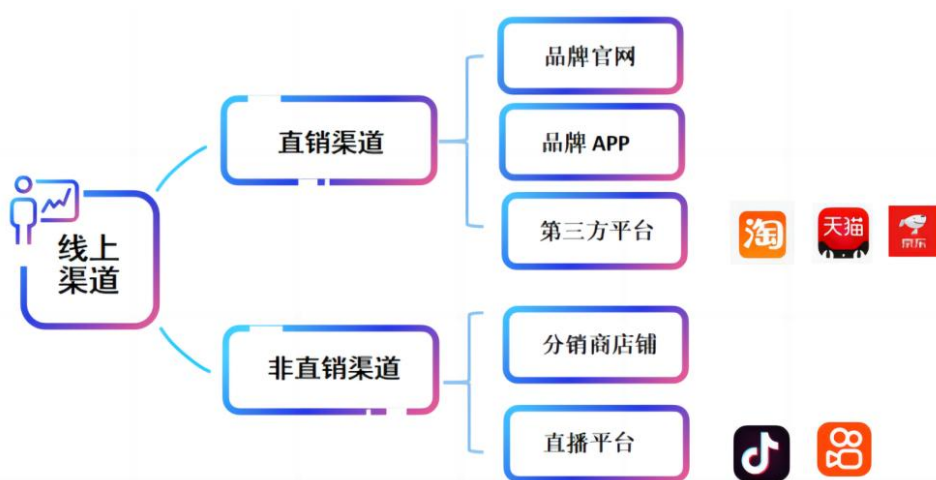 线上
渠道
直销渠道
品牌官网
品牌 APP
第三方平台
淘
天猫
京东
非直销渠道
分销商店铺
直播平台